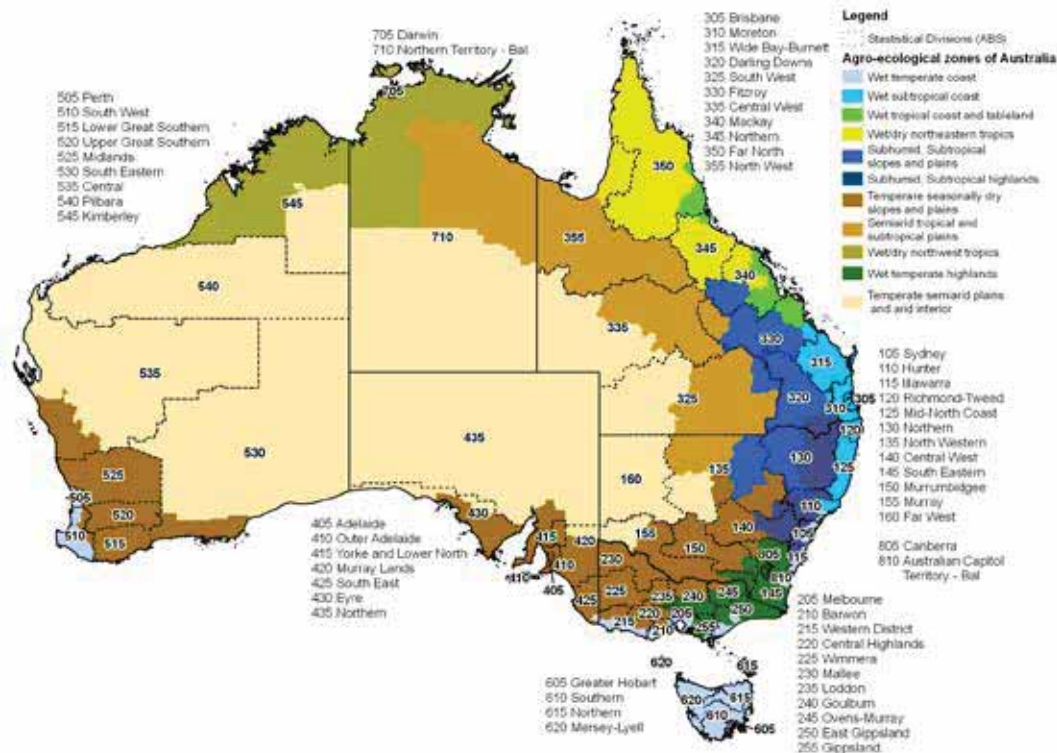 705 Darwin
710 Northern Territory - Bal
505 Perth
510 South West
515 Lower Great Southern
520 Upper Great Southern
525 Midlands
530 South Eastern
535 Central
540 Pilbara
545 Kimberley
305 Brisbane
310 Moreton
315 Wide Bay-Burnett
320 Darling Downs
325 South West
330 Fitzroy
335 Central West
340 Mackay
345 Northern
350 Far North
355 North West
Legend
Statistical Divisions (ABS)
Agro-ecological zones of Australia
Wet temperate coast
Wet subtropical coast
Wet tropical coast and tableland
Wet/dry northeastern tropics
Subhumid. Subtropical
slopes and plains
Subhumid. Subtropical highlands
Temperare seasonally dry
slopes and plains
Semiarid tropical and
subtropical plains
Wet/dry northwest tropics
Wet temperate highlands
Temperate semiarid plains
and arid interior
705
350
545
710
355
345
340
540
335
330
315
535
325
320
310
305
120
435
530
160
135
130
125
525
505
520
510
515
430
415
420
155
140
110
105
410
410
405
230
150
805
115
810
425
225
235
240
245
145
215
220
210
205
255
250
105 Sydney
110 Hunter
115 Illawarra
120 Richmond-Tweed
125 Mid-North Coast
130 Northern
135 North Western
140 Central West
145 South Eastern
150 Murrumbidgee
155 Murray
160 Far West
805 Canberra
810 Australian Capitol
Territory - Bal
405 Adelaide
410 Outer Adelaide
415 Yorke and Lower North
420 Murray Lands
425 South East
430 Eyre
435 Northern
205 Melbourne
210 Barwon
215 Western District
220 Central Highlands
225 Wimmera
230 Mallee
235 Loddon
240 Goulburn
245 Ovens-Murray
250 East Gippsland
255 Gippsland
605 Greater Hobart
610 Southern
615 Northern
620 Mersey-Lyell
620
615
620
615
610
605